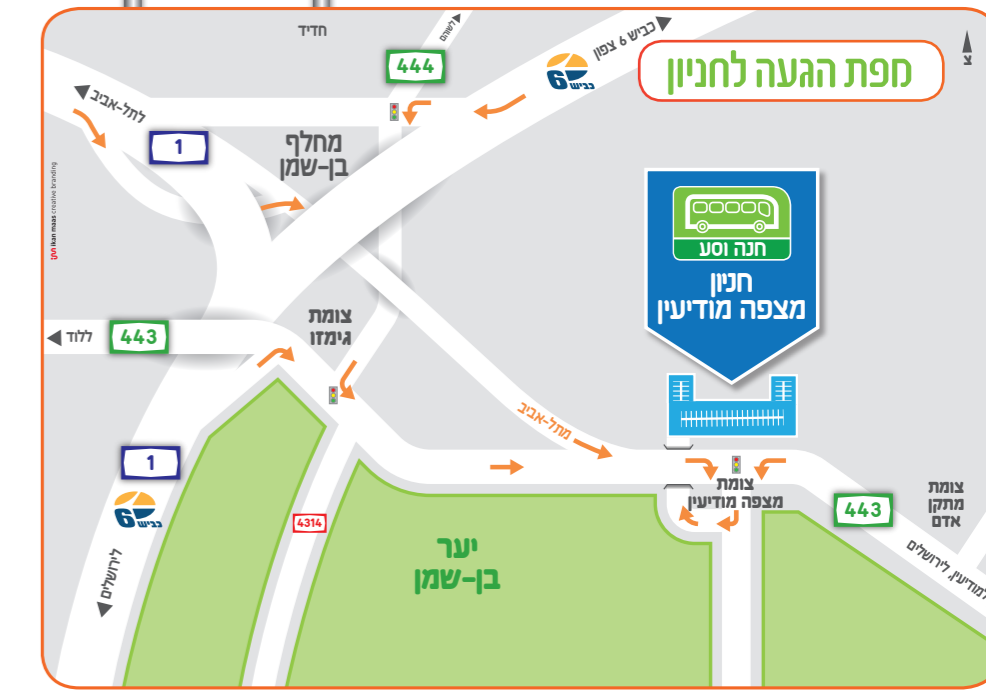 חדיד
לשוהם
כביש 6 צפון
צ
מפת הגעה לחניון
444
כביש 6
לתל-אביב
1
מחלף
בן-שמן
ikan maas creative branding
חנה וסע
חניון
מצפה מודיעין
צומת
גימזו
ללוד
443
מתל-אביב
1
כביש 6
צומת
מצפה מודיעין
443
צומת
מתקן
אדם
4314
יער
בן-שמן
לירושלים
למודיעין, לירושלים